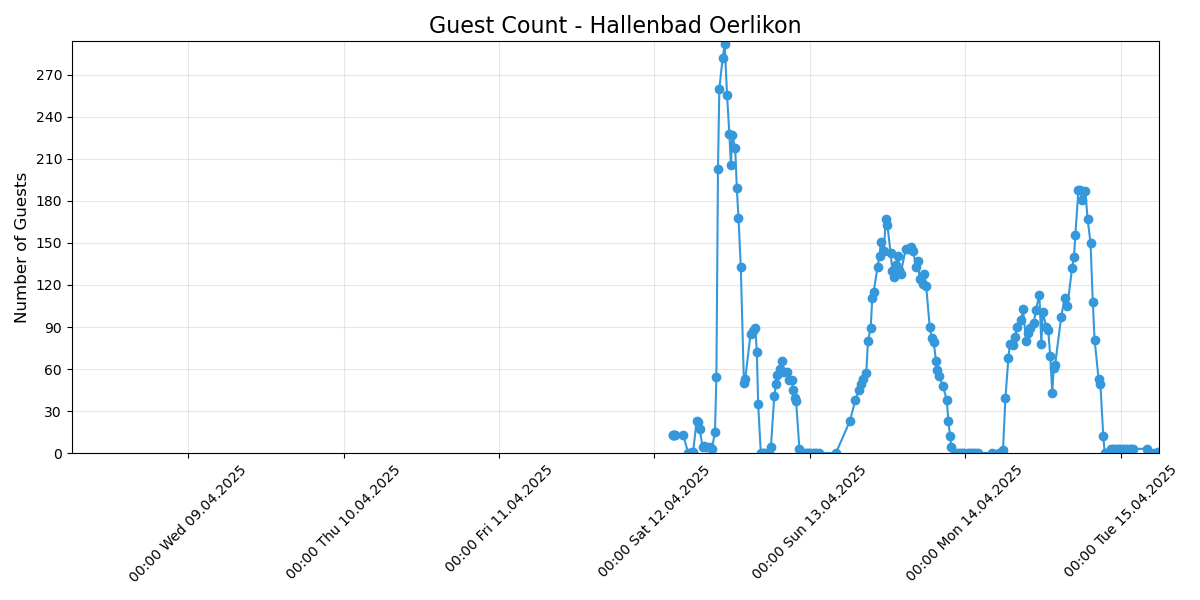 Guest Count - Hallenbad Oerlikon
Number of Guests
270
240
210
180
150
120
90
60
30
0
00:00 Wed 09.04.2025
00:00 Thu 10.04.2025
00:00 Fri 11.04.2025
00:00 Sat 12.04.2025
00:00 Sun 13.04.2025
00:00 Mon 14.04.2025
00:00 Tue 15.04.2025